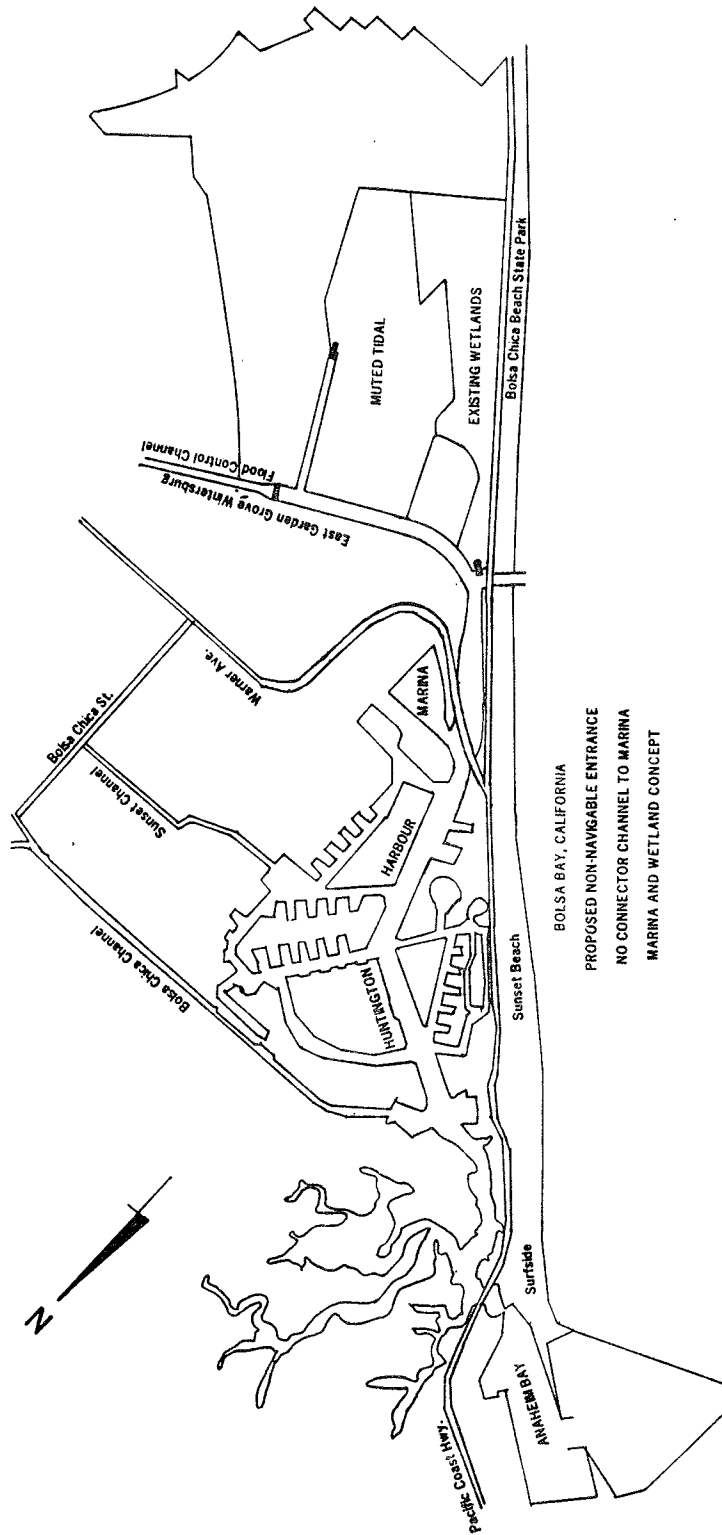 BOLSA BAY, CALIFORNIA
PROPOSED NON-NAVIGABLE ENTRANCE
NO CONNECTOR CHANNEL TO MARINA
MARINA AND WETLAND CONCEPT
N
Pacific Coast Hwy.
ANAHEIM BAY
Surfside
Sunset Beach
Bolsa Chica Channel
Sunset Channel
Bolsa Chica St.
Warner Ave.
HUNTINGTON
HARBOUR
MARINA
East Garden Grove Wintersburg
Flood Control Channel
MUTED TIDAL
EXISTING WETLANDS
Bolsa Chica Beach State Park